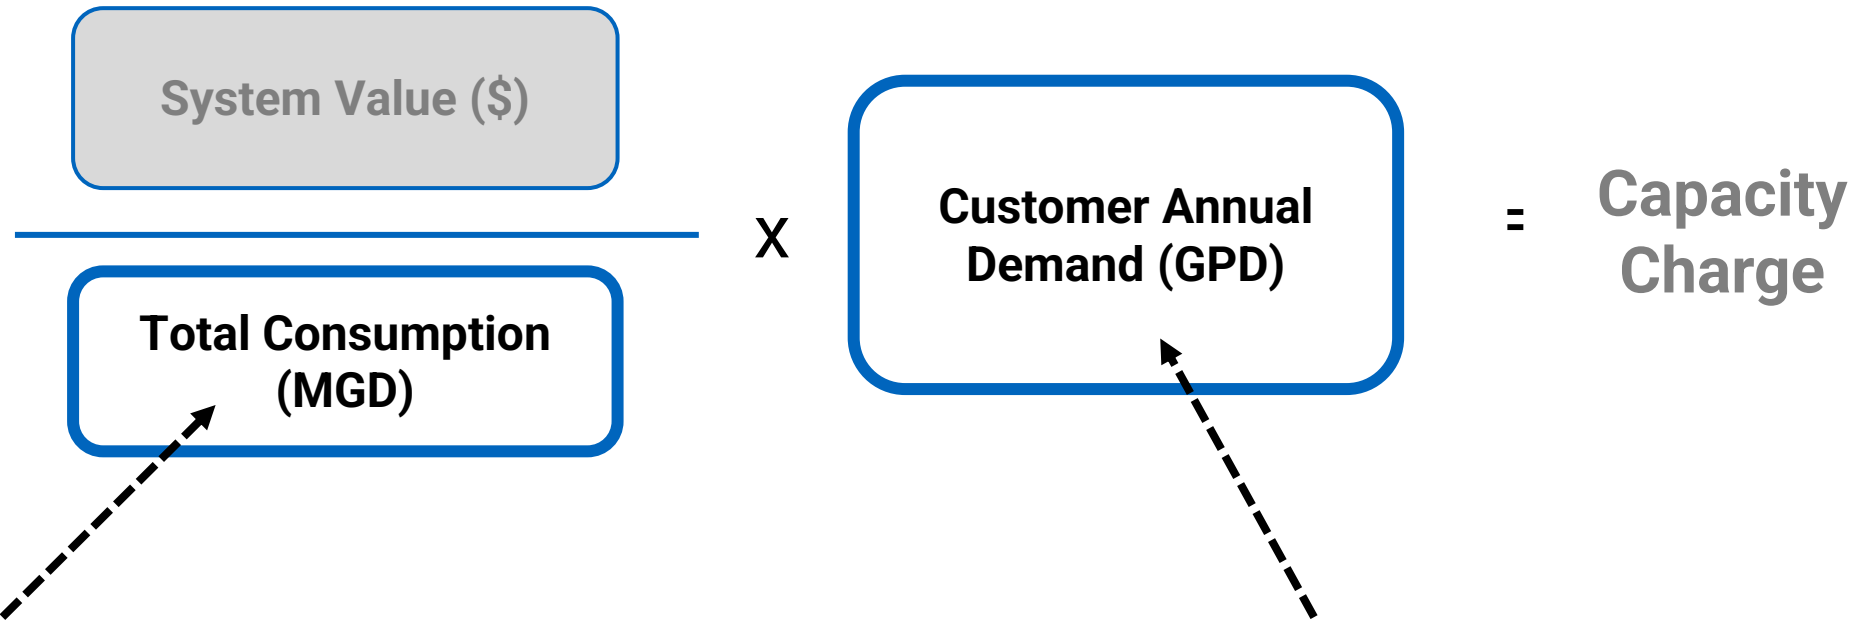 System Value ($)
Total Consumption
(MGD)
x
Customer Annual
Demand (GPD)
=
Capacity
Charge